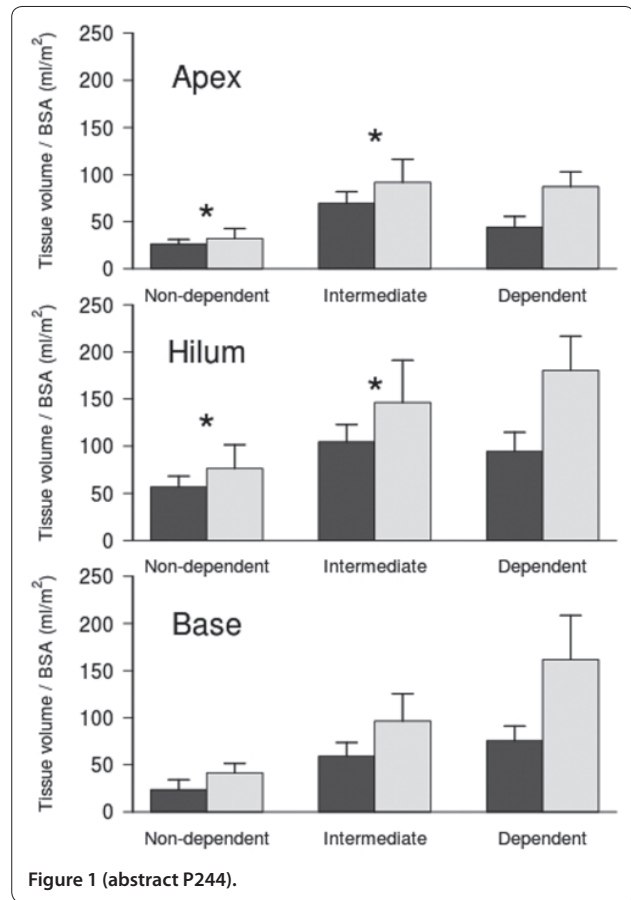 250
200
150
100
50
0
Tissue volume / BSA (ml/m²)
Apex
*
*
Non-dependent Intermediate Dependent
250
200
150
100
50
0
Tissue volume / BSA (ml/m²)
Hilum
*
*
Non-dependent Intermediate Dependent
250
200
150
100
50
0
Tissue volume / BSA (ml/m²)
Base
Non-dependent Intermediate Dependent
Figure 1 (abstract P244).